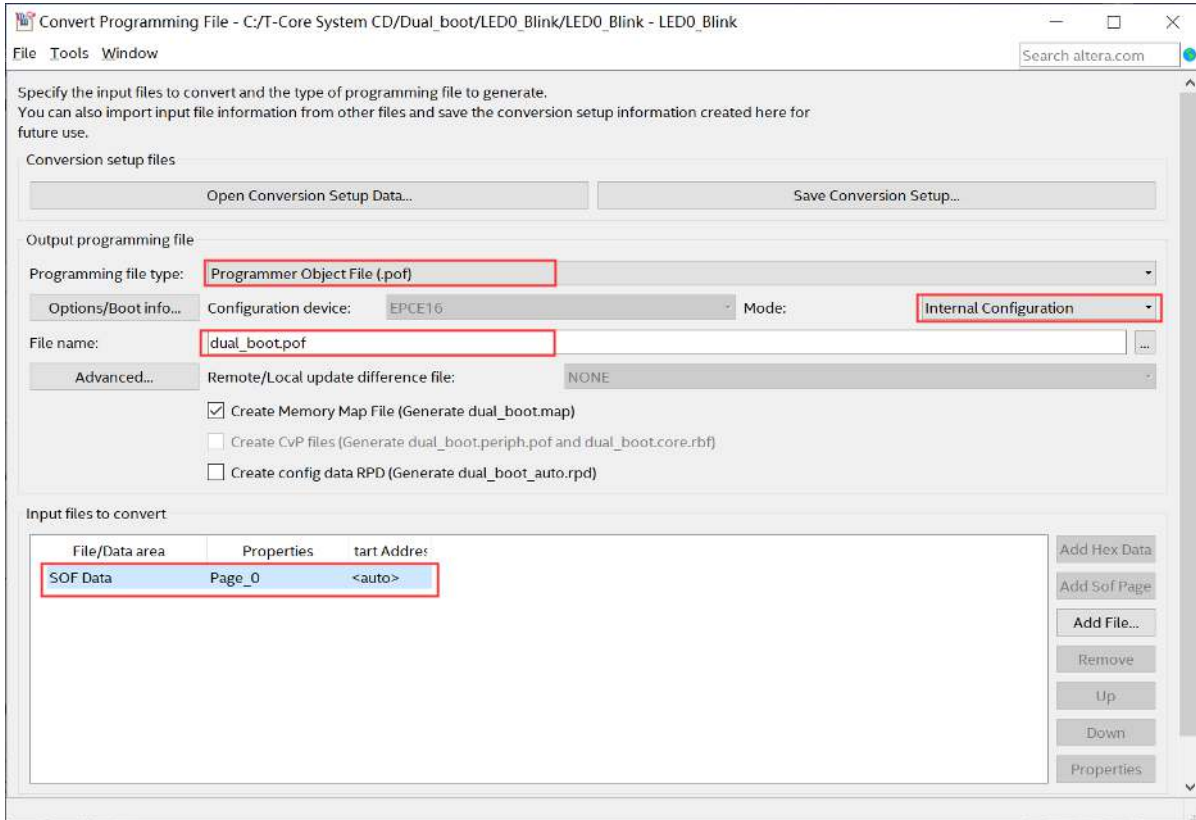 Convert Programming File - C:/T-Core System CD/Dual_boot/LED0_Blink/LED0_Blink - LED0_Blink
File Tools Window
Search altera.com
Specify the input files to convert and the type of programming file to generate.
You can also import input file information from other files and save the conversion setup information created here for
future use.
Conversion setup files
Open Conversion Setup Data...
Save Conversion Setup...
Output programming file
Programming file type: Programmer Object File (.pof)
Options/Boot info... Configuration device: EPCE16 Mode: Internal Configuration
File name: dual_boot.pof ...
Advanced... Remote/Local update difference file: NONE
Create Memory Map File (Generate dual_boot.map)
Create CvP files (Generate dual_boot.periph.pof and dual_boot.core.rbf)
Create config data RPD (Generate dual_boot_auto.rpd)
Input files to convert
File/Data area Properties tart Addres
SOF Data Page_0 <auto>
Add Hex Data
Add Sof Page
Add File...
Remove
Up
Down
Properties